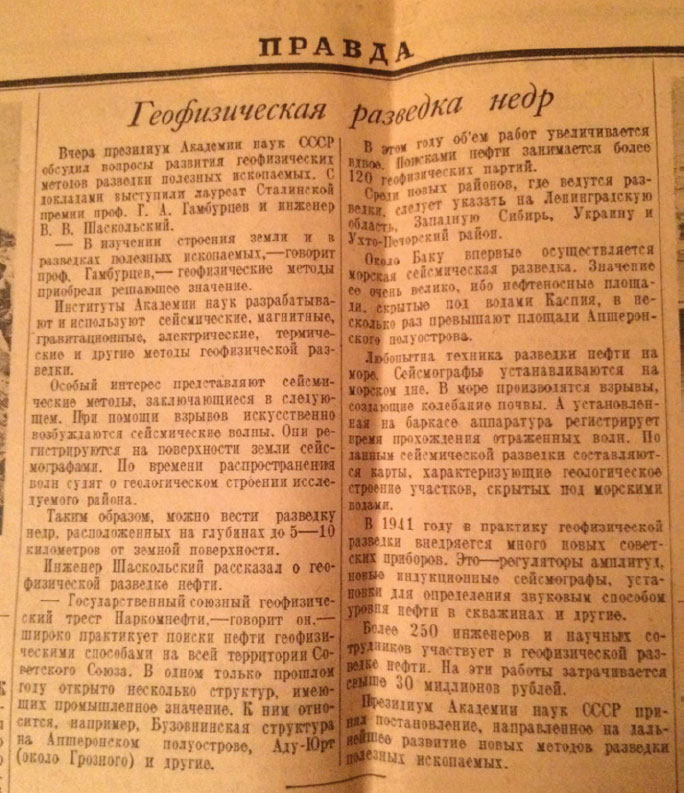 ПРАВДА
Геофизическая разведка недр
Вчера президиум Академии наук СССР
обсудил вопросы развития геофизических
методов разведки полезных ископаемых. С
докладами выступили лауреат Сталинской
премии проф. Г. А. Гамбурцев и инженер
В. В. Шаскольский.
— В изучении строения земли и в
разведках полезных ископаемых,—говорит
проф. Гамбурцев,— геофизические методы
приобрели решающее значение.
Институты Академии наук разрабатыва-
ют и используют сейсмические, магнитные,
гравитационные, электрические, термиче-
ские и другие методы геофизической раз-
ведки.
Особый интерес представляют сейсми-
ческие методы, заключающиеся в следую-
щем. При помощи взрывов искусственно
возбуждаются сейсмические волны. Они ре-
гистрируются на поверхности земли сейсмо-
графами. По времени распространения
волн судят о геологическом строении иссле-
дуемого района.
Таким образом, можно вести разведку
недр, расположенных на глубинах до 5—10
километров от земной поверхности.
Инженер Шаскольский рассказал о гео-
физической разведке нефти.
— Государственный союзный геофизиче-
ский трест Наркомнефти,—говорит он,—
широко практикует поиски нефти геофизи-
ческими способами на всей террцтории Со-
ветского Союза. В одном только прошлом
году открыто несколько структур, имею-
щих промышленное значение. К ним отно-
сится, например, Бузовнинская структура
на Апшеронском полуострове, Аду-Юрт
(около Грозного) и другие.
В этом году об'ем работ увеличивается
вдвое. Поисками нефти занимается более
120 геофизических партий.
Среди новых районов, где ведутся раз-
ведки, следует указать на Ленинградскую
область, Западную Сибирь, Украину и
Ухто-Печорский район.
Около Баку впервые осуществляется
морская сейсмическая разведка. Значение
ее очень велико, ибо нефтеносные площа-
ди, скрытые под водами Каспия, в не-
сколько раз превышают площади Апшерон-
ского полуострова.
Любопытна техника разведки нефти на
море. Сейсмографы устанавливаются на
морском дне. В море производятся взрывы,
создающие колебание почвы. А установлен-
ная на баркасе аппаратура регистрирует
время прохождения отраженных волн. По
данным сейсмической разведки составляют-
ся карты, характеризующие геологическое
строение участков, скрытых под морскими
водами.
В 1941 году в практику геофизической
разведки внедряется много новых совет-
ских приборов. Это—регуляторы амплитуд,
новые индукционные сейсмографы, уста-
новки для определения звуковым способом
уровня нефти в скважинах и другие.
Более 250 инженеров и научных со-
трудников участвует в геофизической раз-
ведке нефти. На эти работы затрачивается
свыше 30 миллионов рублей.
Президиум Академии наук СССР при-
нял постановление, направленное на даль-
нейшее развитие новых методов разведки
полезных ископаемых.